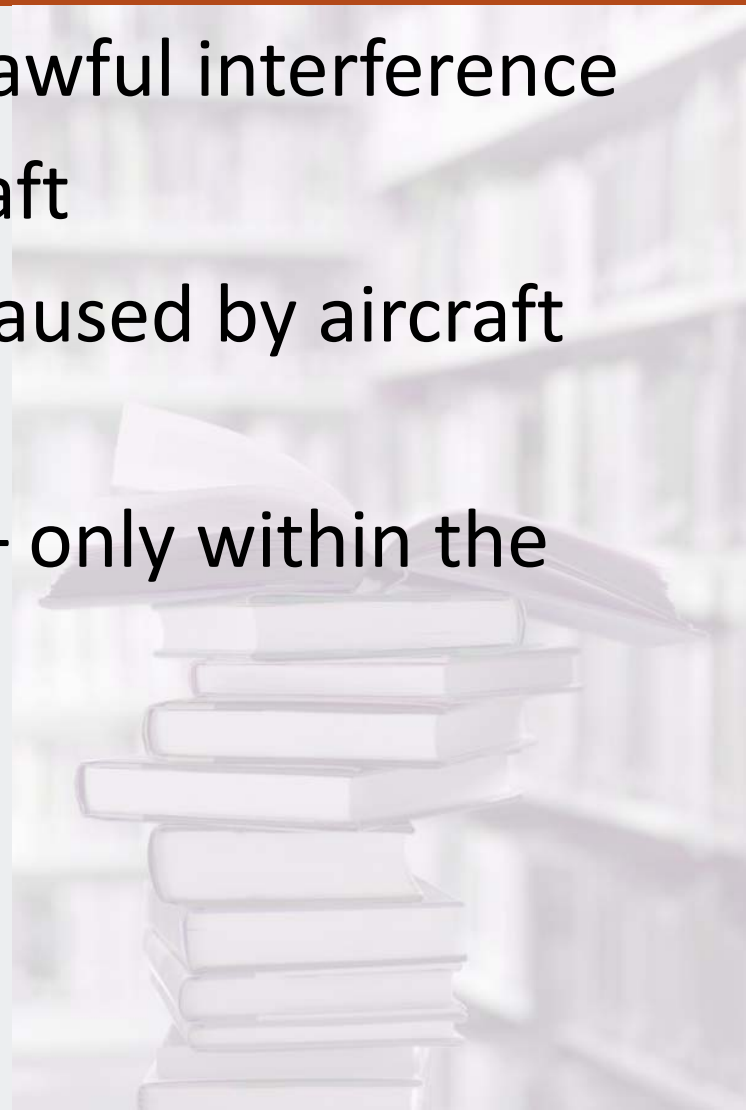 awful interference
aft
aused by aircraft
- only within the